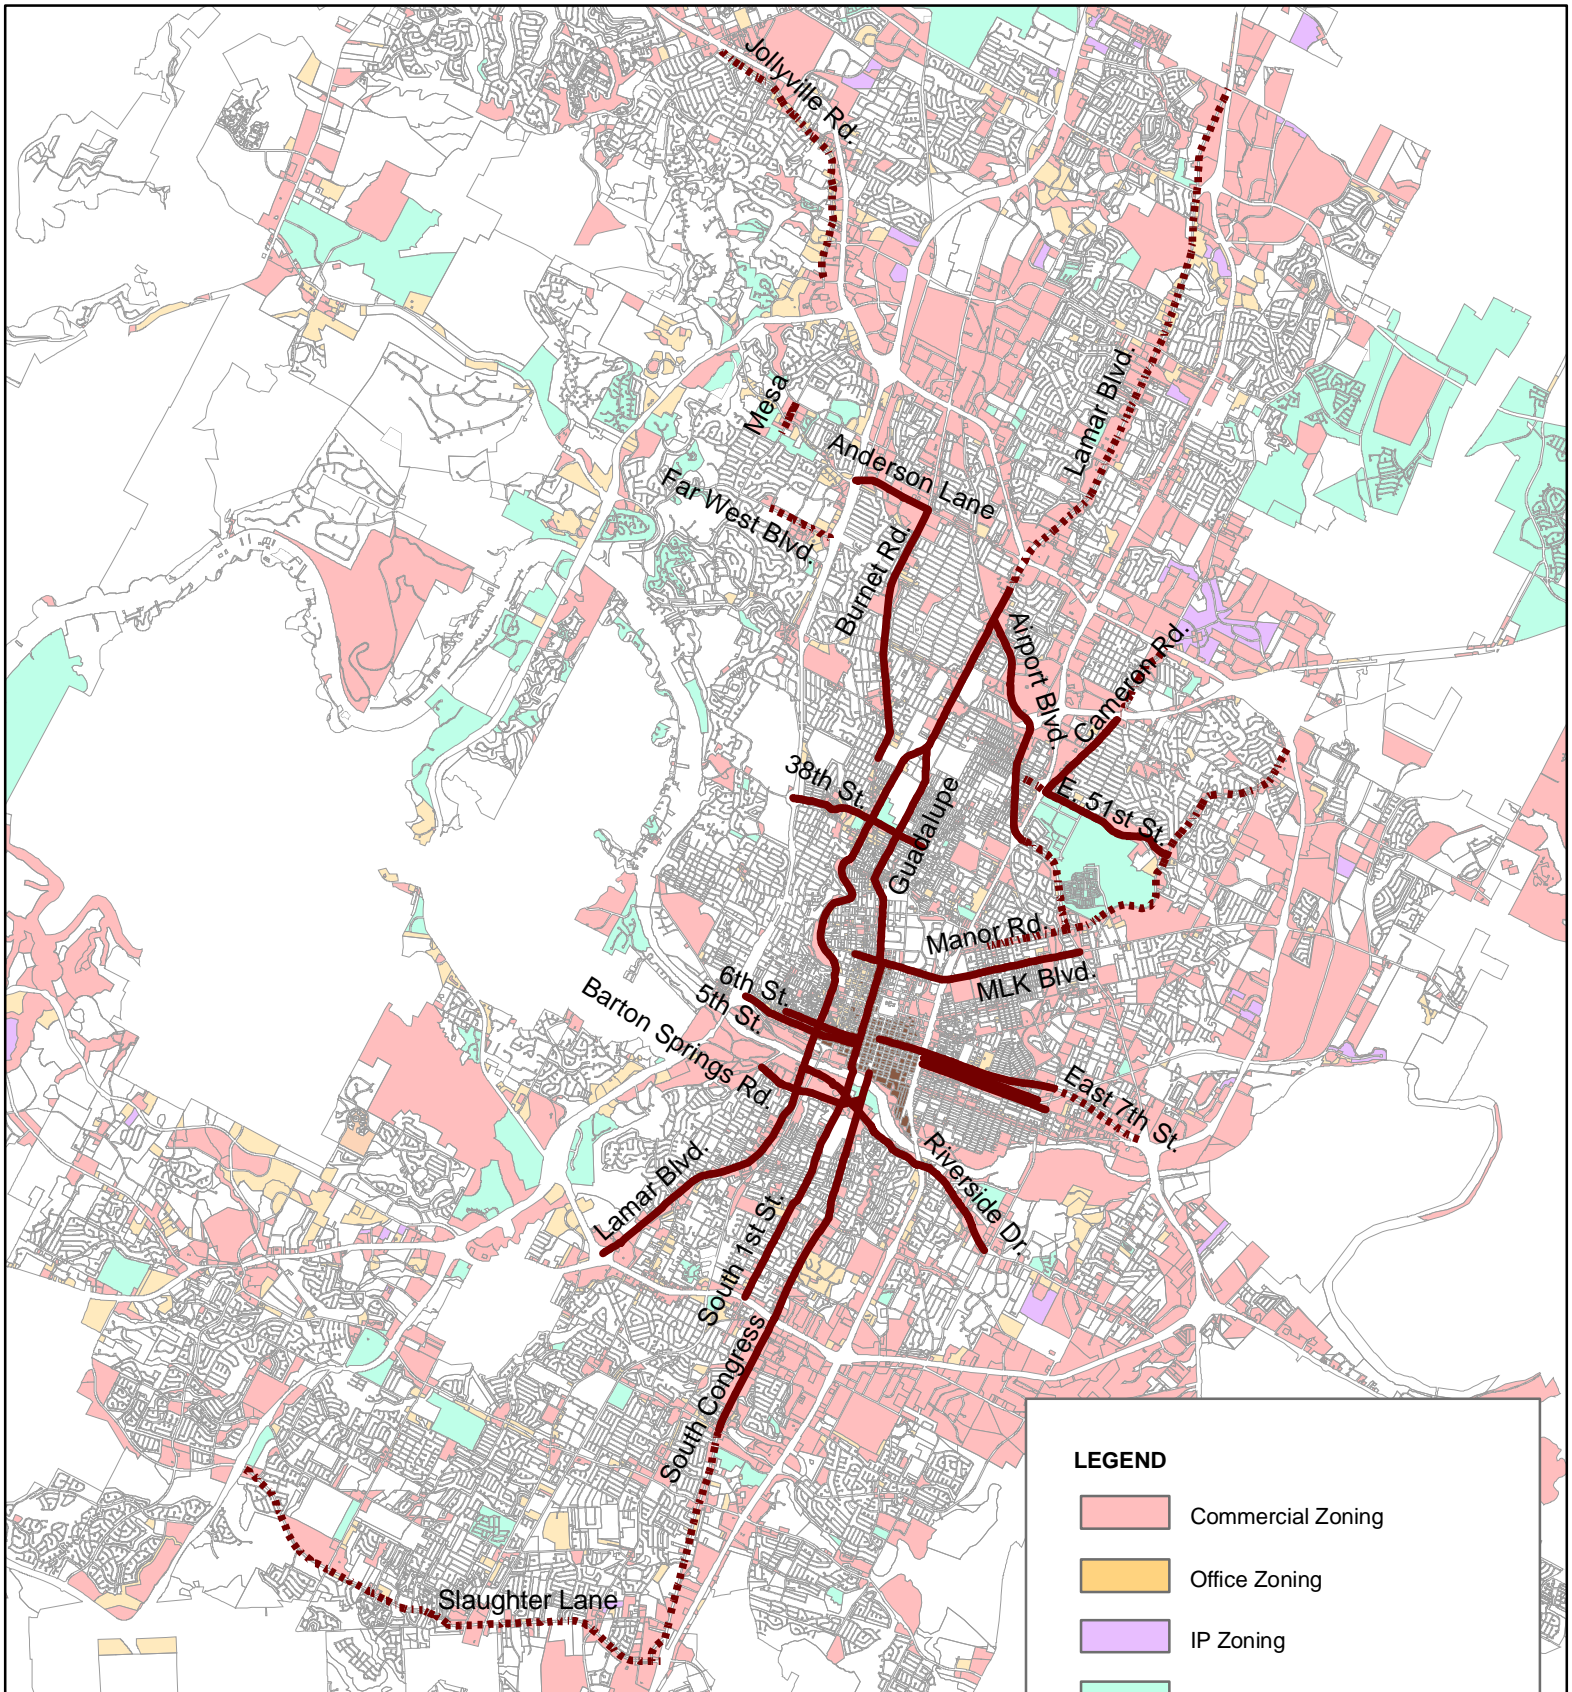 Jollyville Rd.
Lamar Blvd.
Mesa
Anderson Lane
Far West Blvd.
Burnet Rd.
Airport Blvd.
Cameron Rd.
38th St.
E. 51st St.
Guadalupe
Manor Rd.
MLK Blvd.
6th St.
5th St.
Barton Springs Rd.
East 7th St.
Riverside Dr.
Lamar Blvd.
South 1st St.
South Congress
Slaughter Lane
LEGEND
Commercial Zoning
Office Zoning
IP Zoning